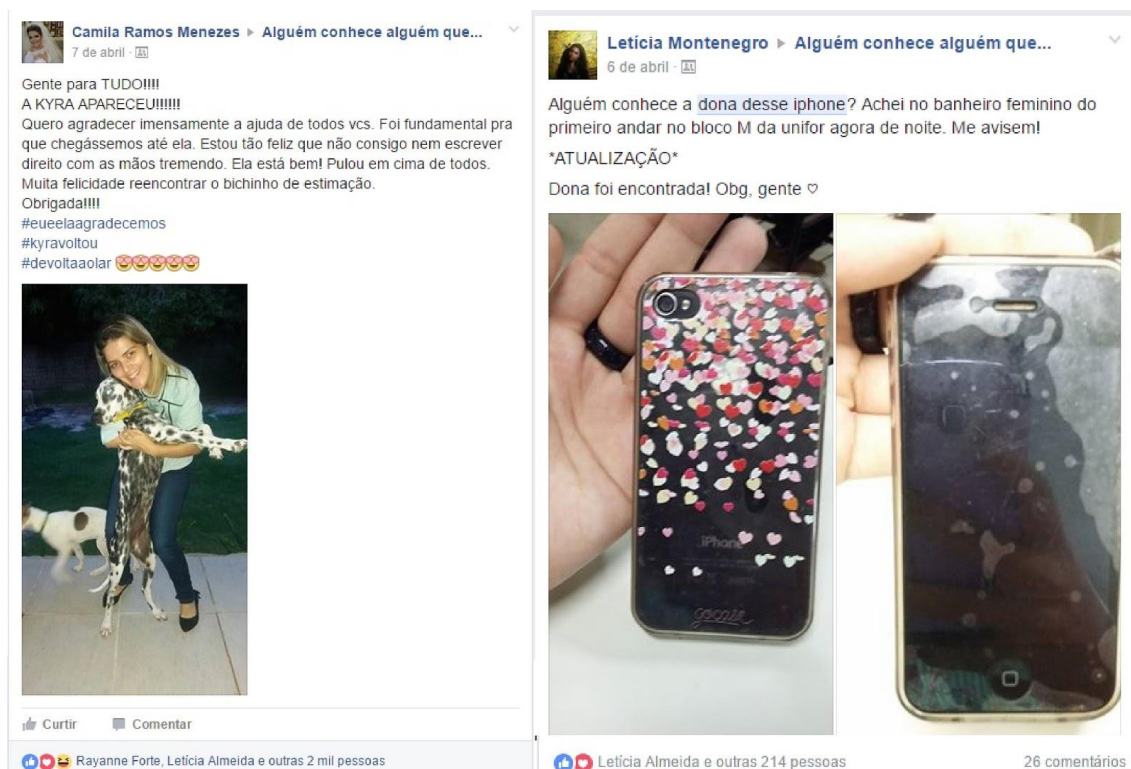 Camila Ramos Menezes ▸ Alguém conhece alguém que...
7 de abril ·
Gente para TUDO!!!!
A KYRA APARECEU!!!!!!
Quero agradecer imensamente a ajuda de todos vcs. Foi fundamental pra
que chegássemos até ela. Estou tão feliz que não consigo nem escrever
direito com as mãos tremendo. Ela está bem! Pulou em cima de todos.
Muita felicidade reencontrar o bichinho de estimação.
Obrigada!!!!
#eueelaagradecemos
#kyravoltou
#devoltaaolar 😍😍😍😍😍
Curtir Comentar
Rayanne Forte, Letícia Almeida e outras 2 mil pessoas
Letícia Montenegro ▸ Alguém conhece alguém que...
6 de abril ·
Alguém conhece a dona desse iphone? Achei no banheiro feminino do
primeiro andar no bloco M da unifor agora de noite. Me avisem!
*ATUALIZAÇÃO*
Dona foi encontrada! Obg, gente ♡
iPhone
gocase
Letícia Almeida e outras 214 pessoas 26 comentários